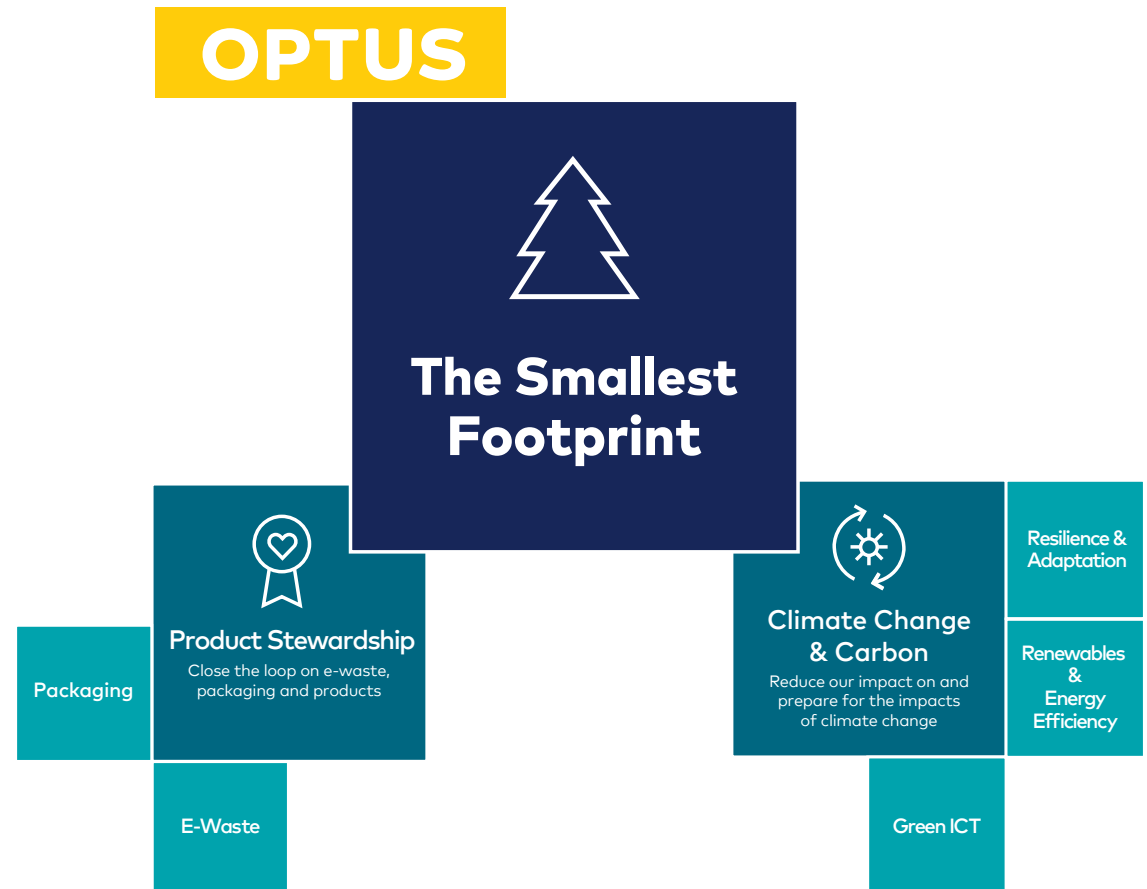 OPTUS
The Smallest
Footprint
Product Stewardship
Close the loop on e-waste,
packaging and products
Packaging
E-Waste
Climate Change
& Carbon
Reduce our impact on and
prepare for the impacts
of climate change
Resilience &
Adaptation
Renewables
&
Energy
Efficiency
Green ICT